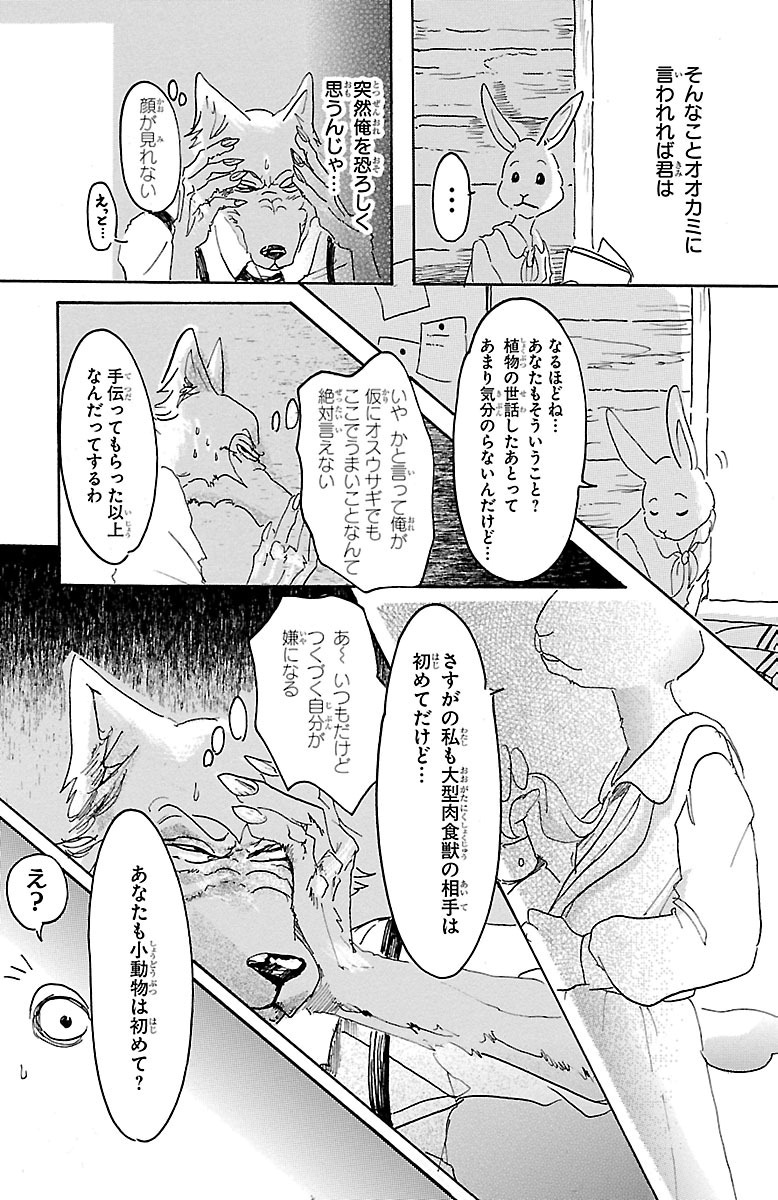 そんなことオオカミに
言われれば君は
…
突然俺を恐ろしく
思うんじゃ…
顔が見れない
えっと…
なるほどね…
あなたもそういうこと？
植物の世話したあとって
あまり気分のらないんだけど…
いや かと言って俺が
仮にオスウサギでも
ここでうまいことなんて
絶対言えない
手伝ってもらった以上
なんだってするわ
さすがの私も大型肉食獣の相手は
初めてだけど…
あ〜 いつもだけど
つくづく自分が
嫌になる
あなたも小動物は初めて？
え？